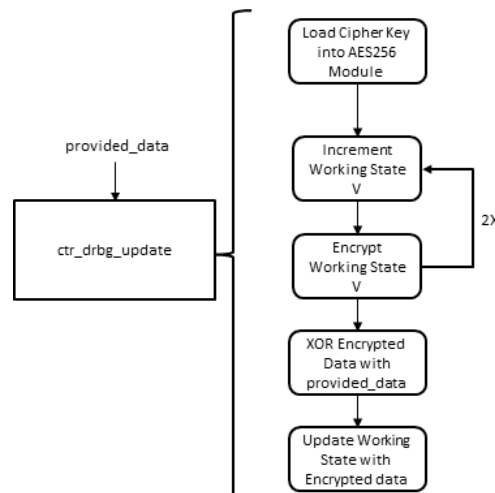 provided_data
ctr_drbg_update
Load Cipher Key
into AES256
Module
Increment
Working State
V
Encrypt
Working State
V
2X
XOR Encrypted
Data with
provided_data
Update Working
State with
Encrypted data